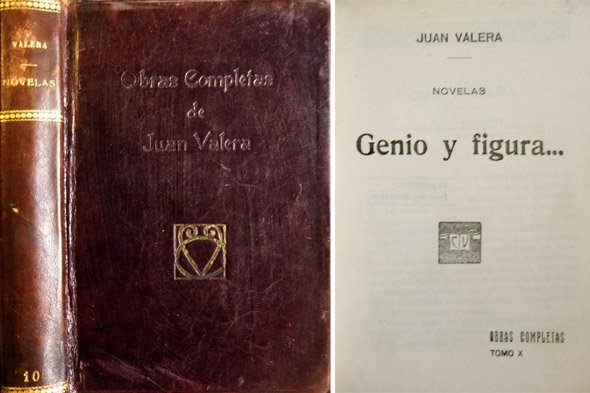 VALERA
NOVELAS
10
Obras Completas
de
Juan Valera
JUAN VALERA
NOVELAS
Genio y figura...
OBRAS COMPLETAS
TOMO X